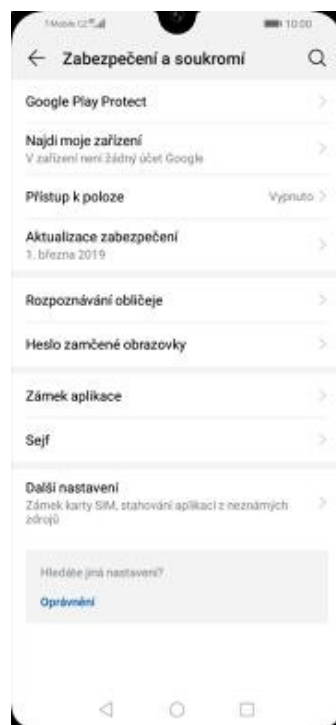 T-Mobile CZ
10:00
Zabezpečení a soukromí
Google Play Protect
Najdi moje zařízení
V zařízení není žádný účet Google
Přístup k poloze
Vypnuto
Aktualizace zabezpečení
1. března 2019
Rozpoznávání obličeje
Heslo zamčené obrazovky
Zámek aplikace
Sejf
Další nastavení
Zámek karty SIM, stahování aplikací z neznámých
zdrojů
Hledáte jiná nastavení?
Oprávnění